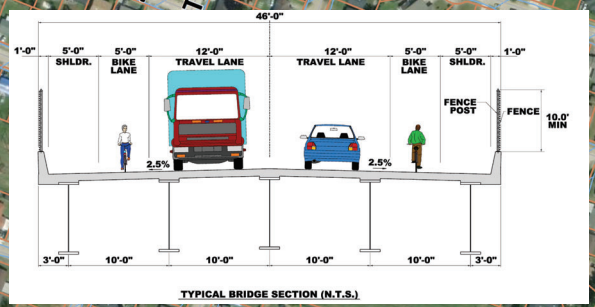 46'-0"
1'-0" 5'-0" 5'-0" 12'-0" 12'-0" 5'-0" 5'-0" 1'-0"
SHLDR. BIKE LANE TRAVEL LANE TRAVEL LANE BIKE LANE SHLDR.
FENCE POST FENCE 10.0' MIN
2.5% 2.5%
3'-0" 10'-0" 10'-0" 10'-0" 10'-0" 3'-0"
TYPICAL BRIDGE SECTION (N.T.S.)